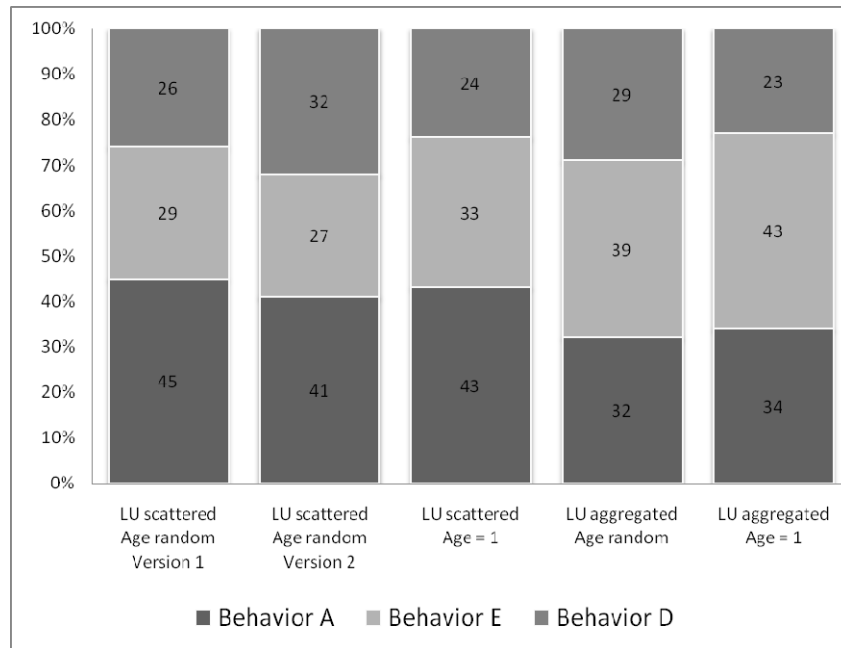 100%
90%
80%
70%
60%
50%
40%
30%
20%
10%
0%
26
32
24
29
23
29
27
33
39
43
45
41
43
32
34
LU scattered
Age random
Version 1
LU scattered
Age random
Version 2
LU scattered
Age = 1
LU aggregated
Age random
LU aggregated
Age = 1
Behavior A
Behavior E
Behavior D